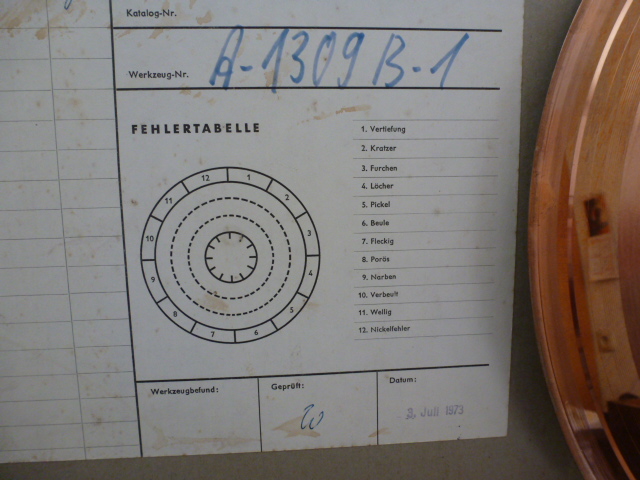 Katalog-Nr.
Werkzeug-Nr. A-1309 B-1
FEHLERTABELLE
1. Vertiefung
2. Kratzer
3. Furchen
4. Löcher
5. Pickel
6. Beule
7. Fleckig
8. Porös
9. Narben
10. Verbeult
11. Wellig
12. Nickelfehler
12 1
11 2
10 3
9 4
8 5
7 6
Werkzeugbefund: Geprüft: Datum:
2. Juli 1973